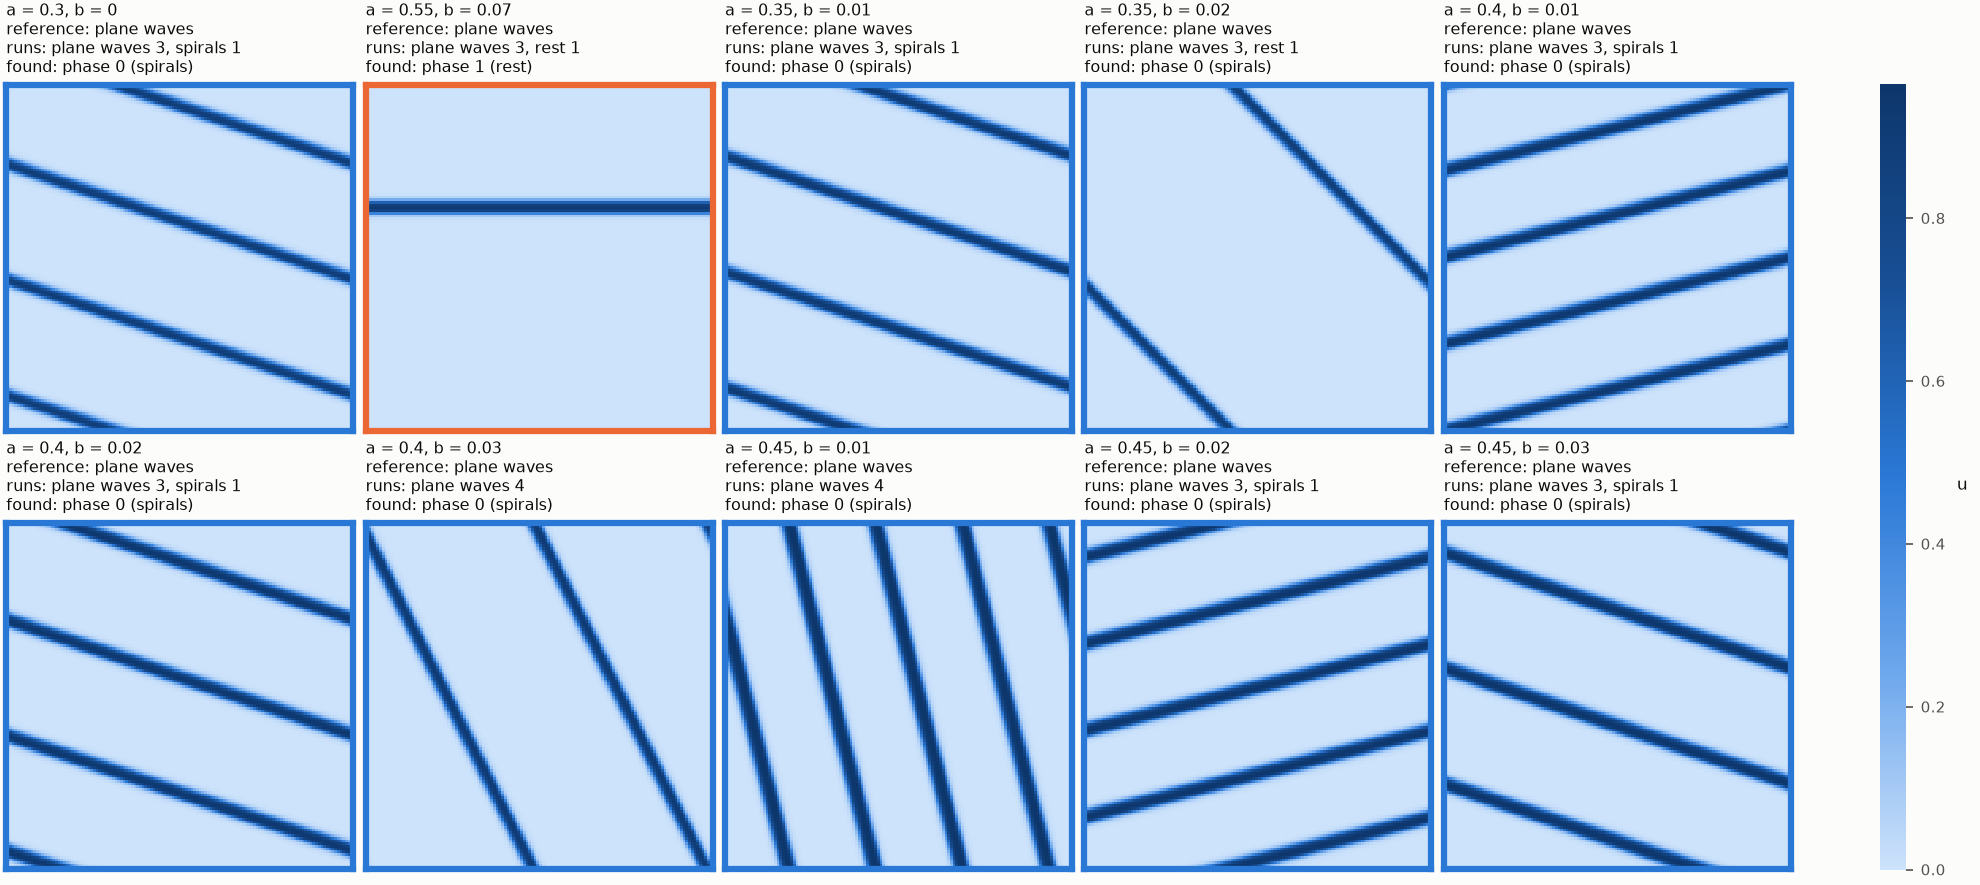 a = 0.3, b = 0
reference: plane waves
runs: plane waves 3, spirals 1
found: phase 0 (spirals)
a = 0.55, b = 0.07
reference: plane waves
runs: plane waves 3, rest 1
found: phase 1 (rest)
a = 0.35, b = 0.01
reference: plane waves
runs: plane waves 3, spirals 1
found: phase 0 (spirals)
a = 0.35, b = 0.02
reference: plane waves
runs: plane waves 3, rest 1
found: phase 0 (spirals)
a = 0.4, b = 0.01
reference: plane waves
runs: plane waves 3, spirals 1
found: phase 0 (spirals)
a = 0.4, b = 0.02
reference: plane waves
runs: plane waves 3, spirals 1
found: phase 0 (spirals)
a = 0.4, b = 0.03
reference: plane waves
runs: plane waves 4
found: phase 0 (spirals)
a = 0.45, b = 0.01
reference: plane waves
runs: plane waves 4
found: phase 0 (spirals)
a = 0.45, b = 0.02
reference: plane waves
runs: plane waves 3, spirals 1
found: phase 0 (spirals)
a = 0.45, b = 0.03
reference: plane waves
runs: plane waves 3, spirals 1
found: phase 0 (spirals)
0.8
0.6
0.4
0.2
0.0
u